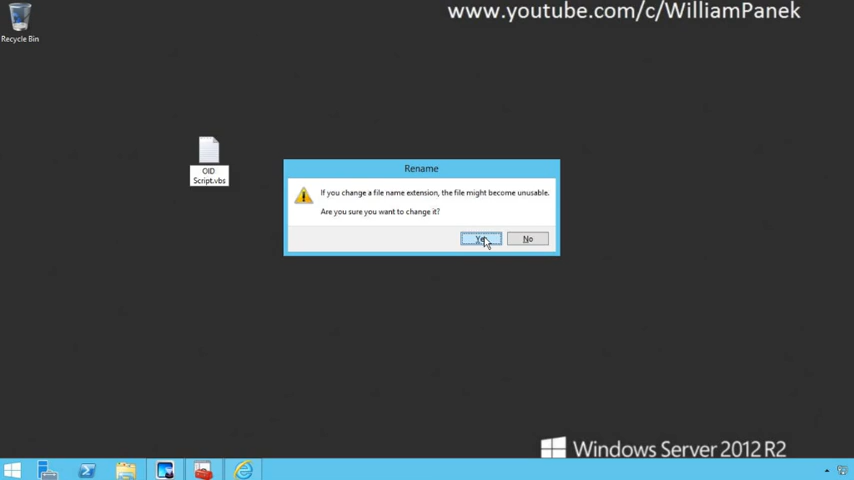 www.youtube.com/c/WilliamPanek
Recycle Bin
OID
Script.vbs
Rename
If you change a file name extension, the file might become unusable.
Are you sure you want to change it?
Yes
No
Windows Server 2012 R2